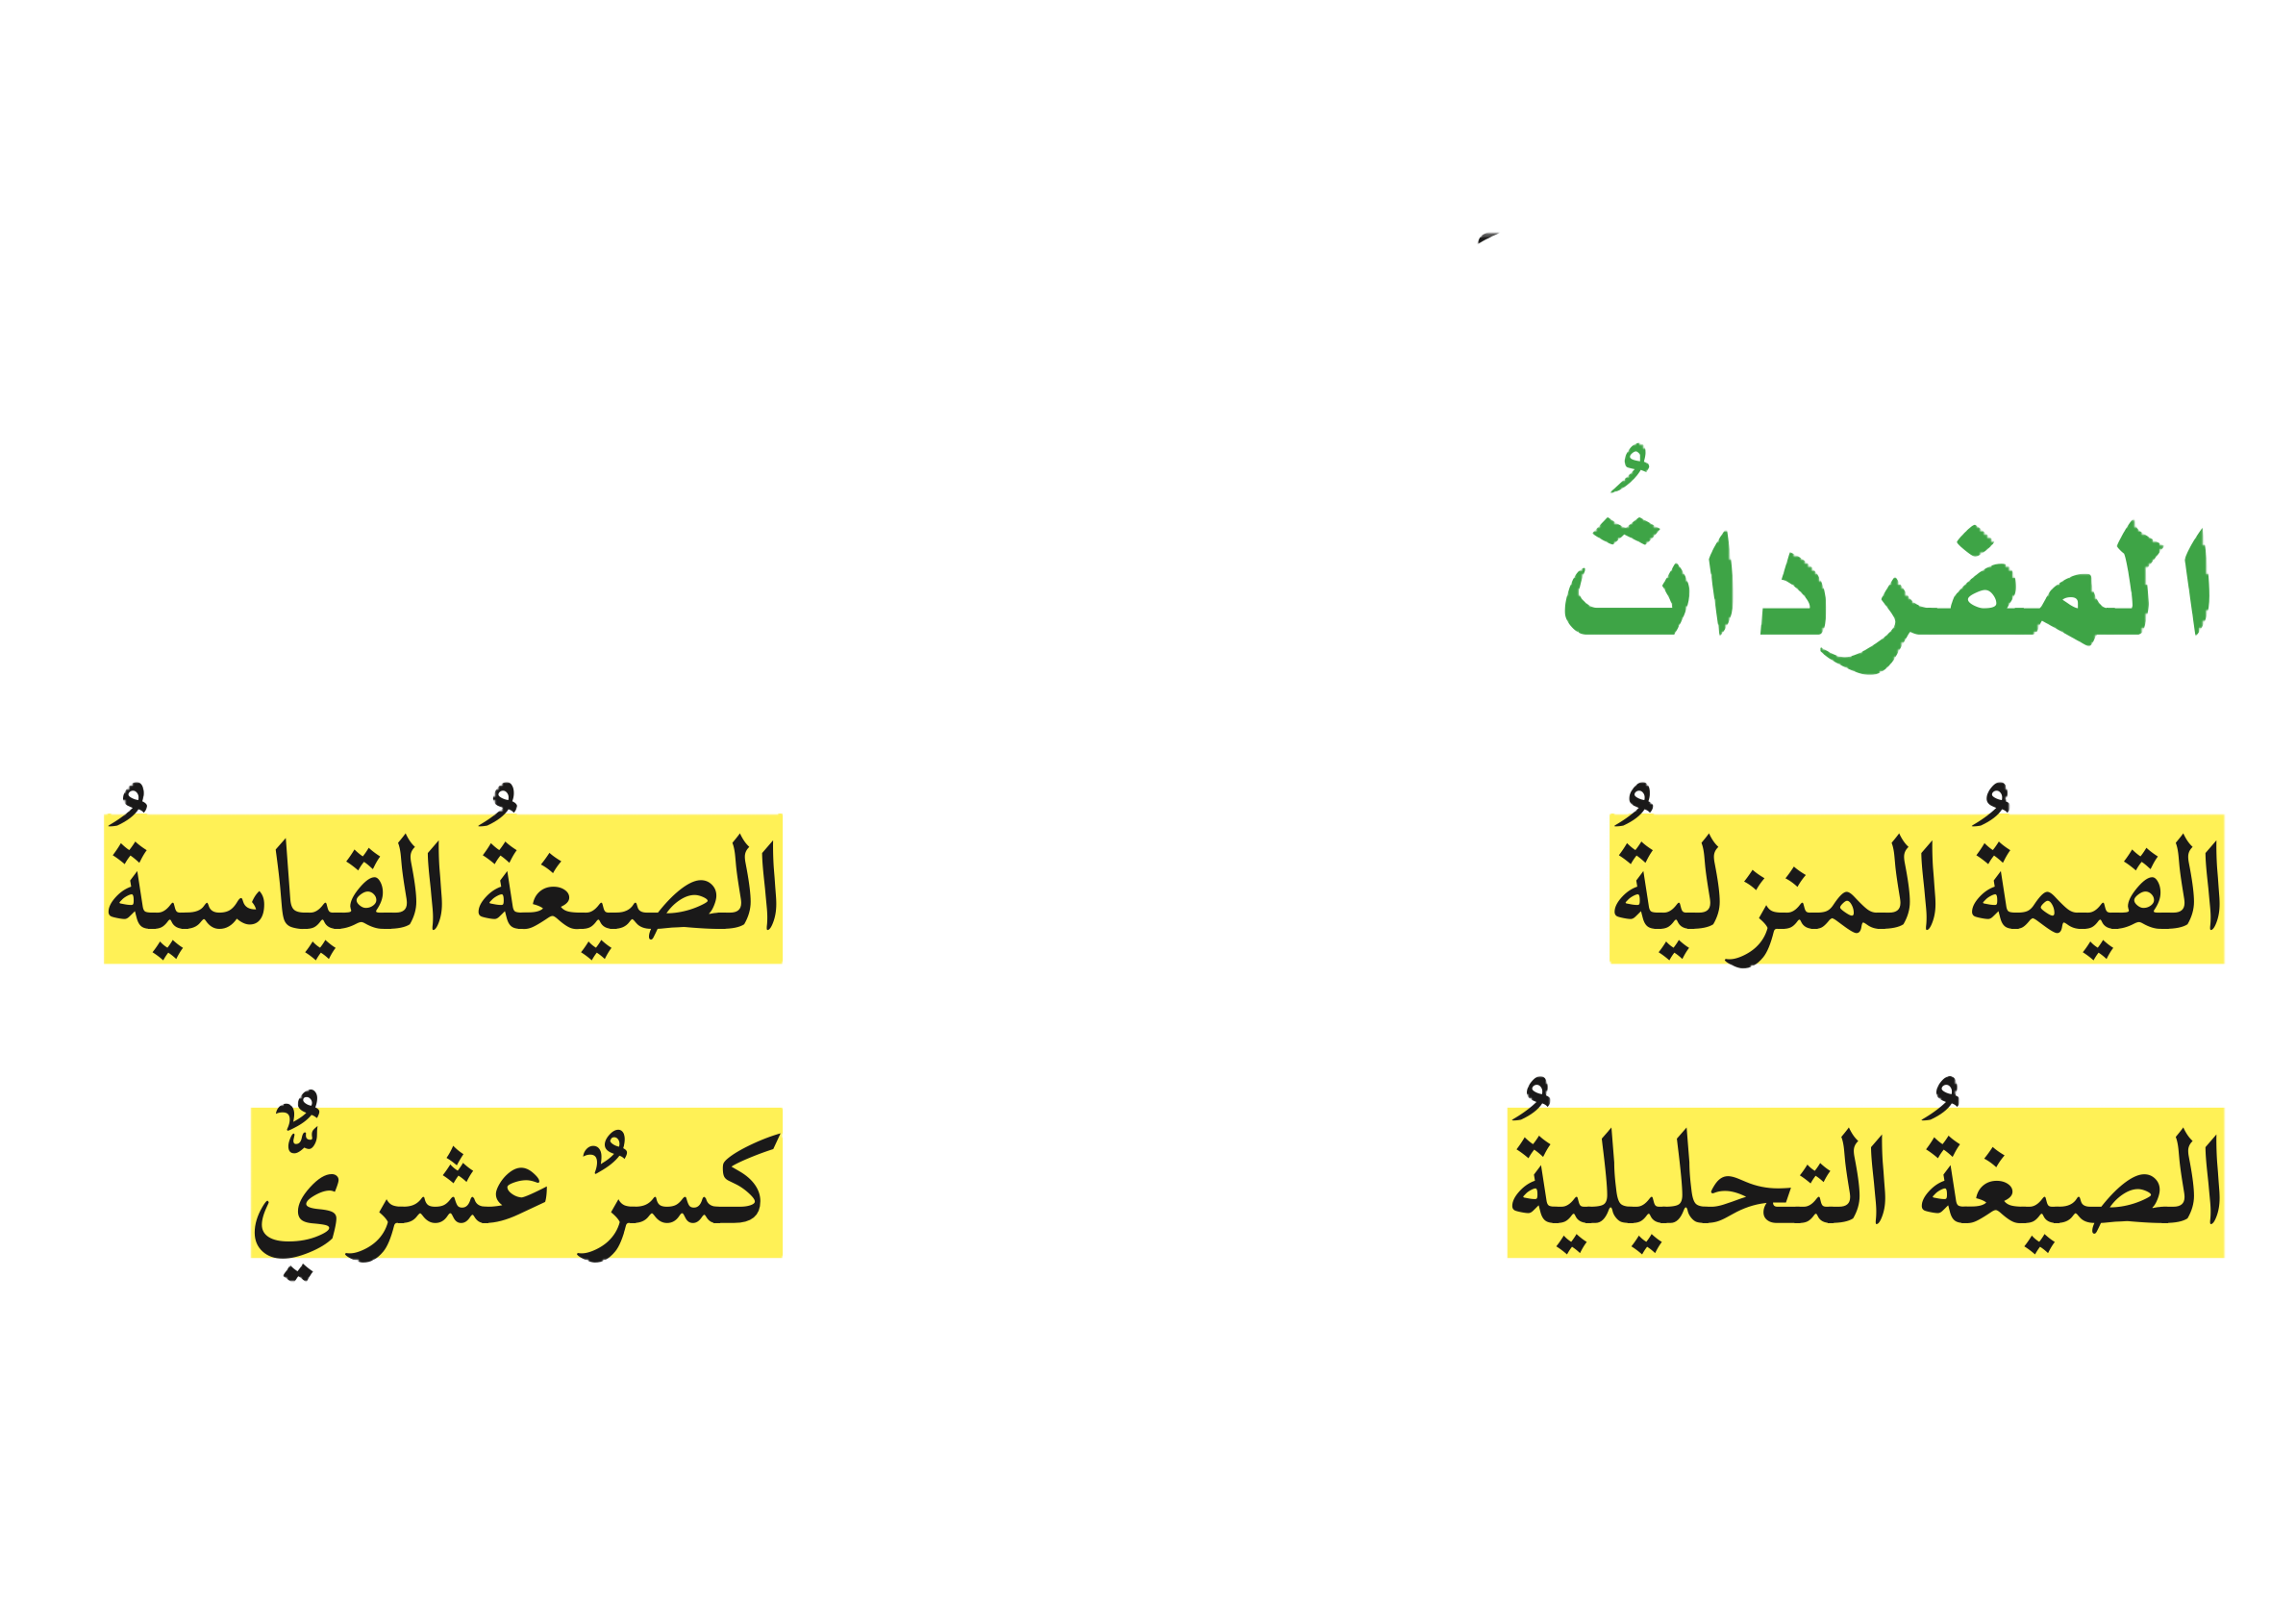 المفرداتُ
القيمةُ المنزليةُ الصيغةُ القياسيةُ
الصيغةُ التحليليةُ كسرٌ عشريٌّ